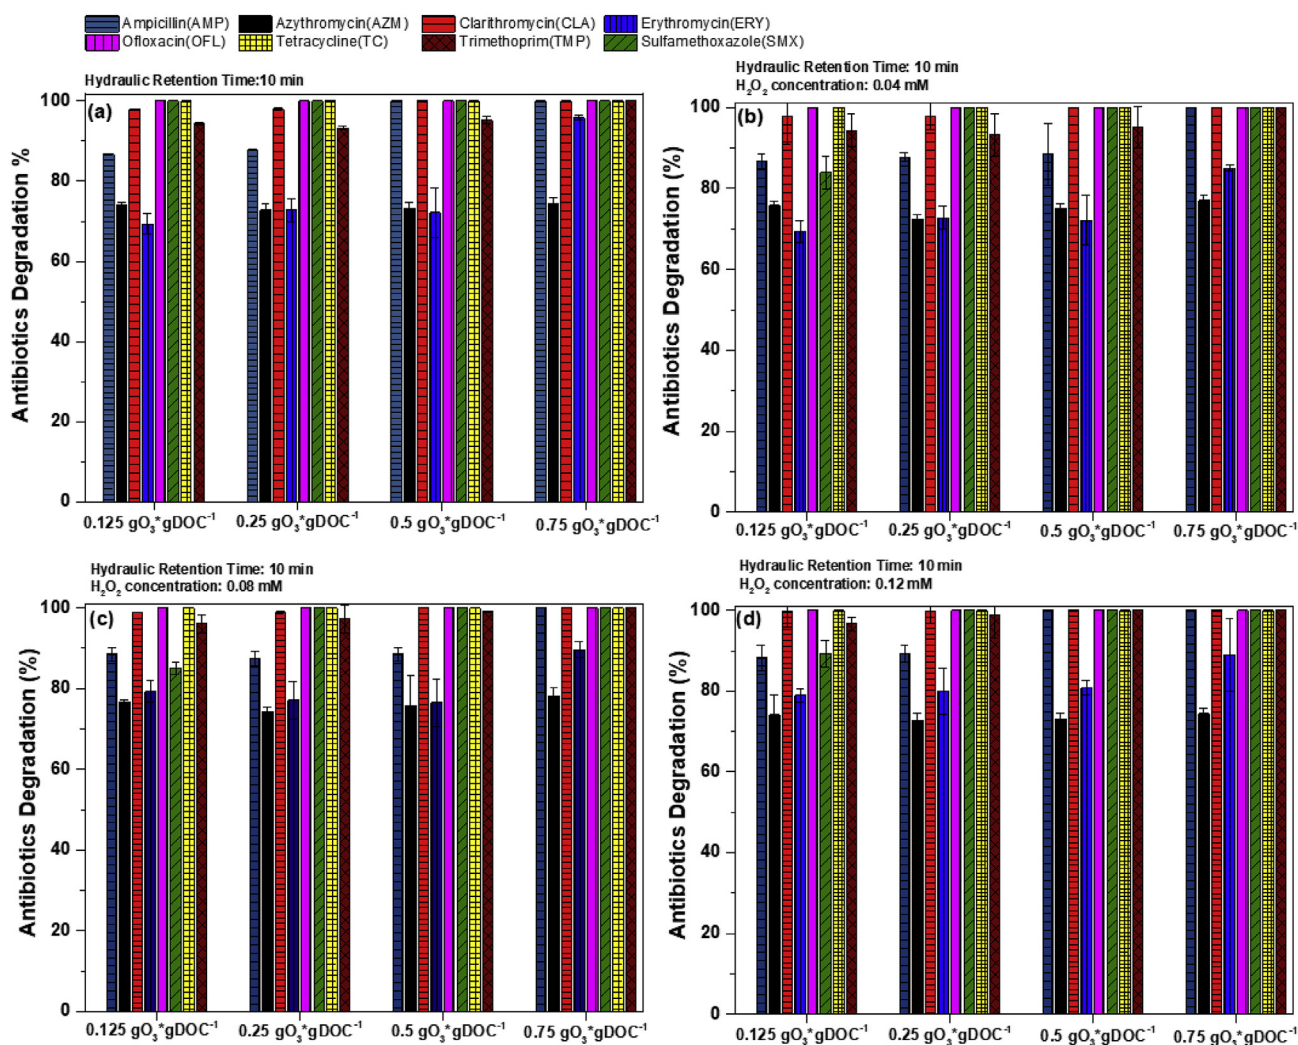 Ampicillin(AMP) Azythromycin(AZM) Clarithromycin(CLA) Erythromycin(ERY)
Ofloxacin(OFL) Tetracycline(TC) Trimethoprim(TMP) Sulfamethoxazole(SMX)
Hydraulic Retention Time:10 min
(a)
Antibiotics Degradation %
100
80
60
40
20
0
0.125 gO₃*gDOC⁻¹ 0.25 gO₃*gDOC⁻¹ 0.5 gO₃*gDOC⁻¹ 0.75 gO₃*gDOC⁻¹
Hydraulic Retention Time: 10 min
H₂O₂ concentration: 0.04 mM
(b)
Antibiotics Degradation (%)
100
80
60
40
20
0
0.125 gO₃*gDOC⁻¹ 0.25 gO₃*gDOC⁻¹ 0.5 gO₃*gDOC⁻¹ 0.75 gO₃*gDOC⁻¹
Hydraulic Retention Time: 10 min
H₂O₂ concentration: 0.08 mM
(c)
Antibiotics Degradation (%)
100
80
60
40
20
0
0.125 gO₃*gDOC⁻¹ 0.25 gO₃*gDOC⁻¹ 0.5 gO₃*gDOC⁻¹ 0.75 gO₃*gDOC⁻¹
Hydraulic Retention Time: 10 min
H₂O₂ concentration: 0.12 mM
(d)
Antibiotics Degradation (%)
100
80
60
40
20
0
0.125 gO₃*gDOC⁻¹ 0.25 gO₃*gDOC⁻¹ 0.5 gO₃*gDOC⁻¹ 0.75 gO₃*gDOC⁻¹